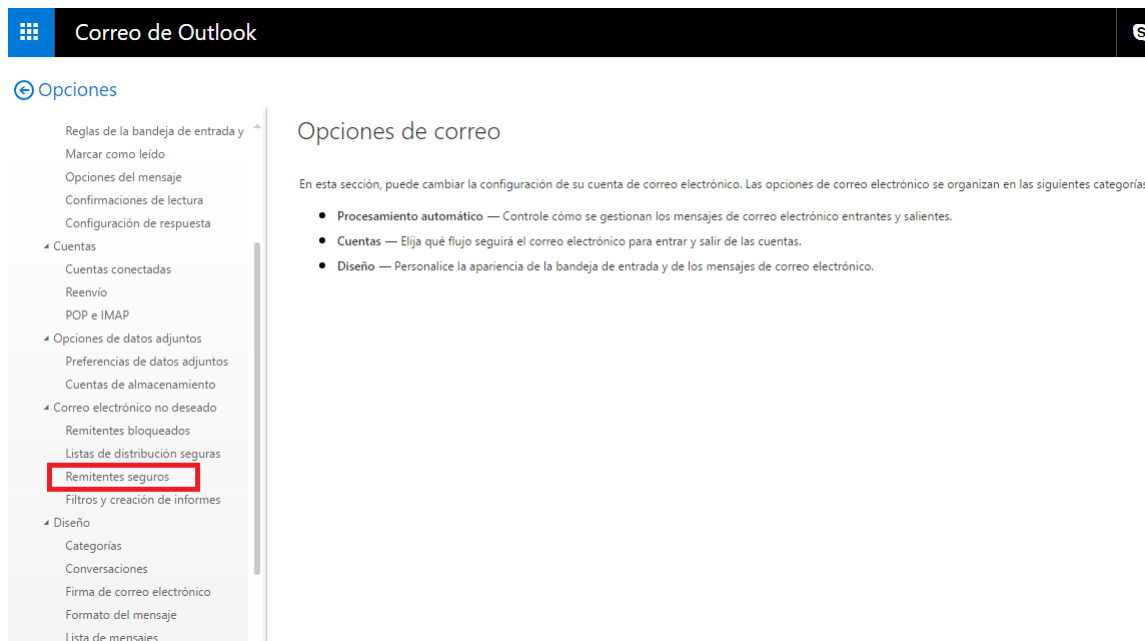 Correo de Outlook
Opciones
Reglas de la bandeja de entrada y
Marcar como leído
Opciones del mensaje
Confirmaciones de lectura
Configuración de respuesta
Cuentas
Cuentas conectadas
Reenvío
POP e IMAP
Opciones de datos adjuntos
Preferencias de datos adjuntos
Cuentas de almacenamiento
Correo electrónico no deseado
Remitentes bloqueados
Listas de distribución seguras
Remitentes seguros
Filtros y creación de informes
Diseño
Categorías
Conversaciones
Firma de correo electrónico
Formato del mensaje
Lista de mensajes
Opciones de correo
En esta sección, puede cambiar la configuración de su cuenta de correo electrónico. Las opciones de correo electrónico se organizan en las siguientes categorías
● Procesamiento automático — Controle cómo se gestionan los mensajes de correo electrónico entrantes y salientes.
● Cuentas — Elija qué flujo seguirá el correo electrónico para entrar y salir de las cuentas.
● Diseño — Personalice la apariencia de la bandeja de entrada y de los mensajes de correo electrónico.